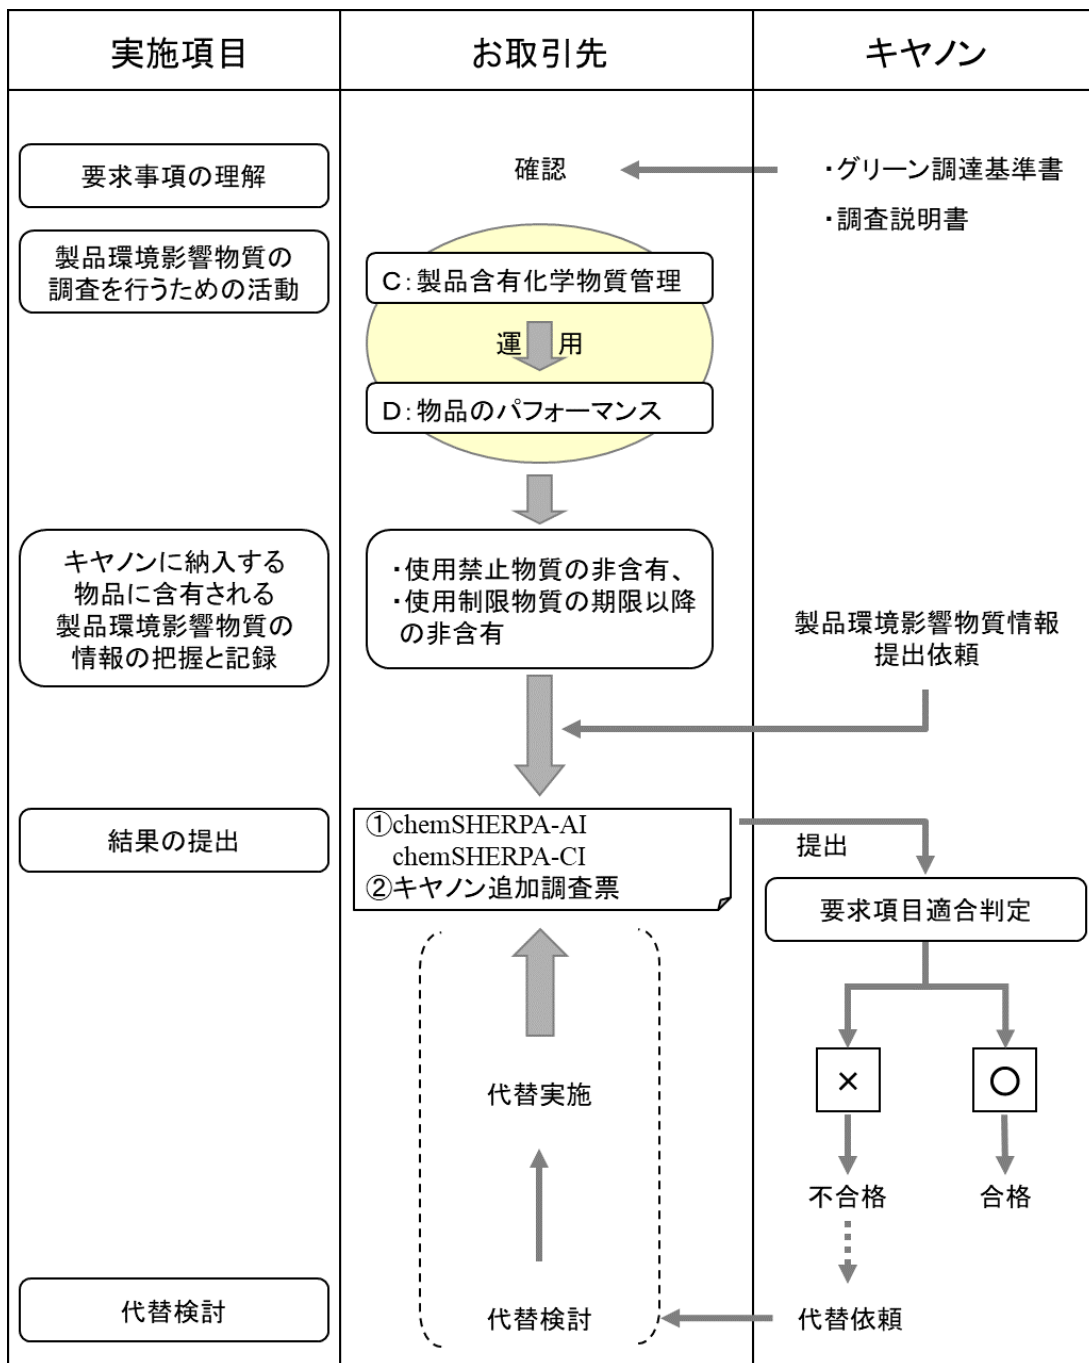 実施項目
お取引先
キヤノン
要求事項の理解
確認
・グリーン調達基準書
・調査説明書
製品環境影響物質の
調査を行うための活動
C:製品含有化学物質管理
運用
D:物品のパフォーマンス
キヤノンに納入する
物品に含有される
製品環境影響物質の
情報の把握と記録
・使用禁止物質の非含有、
・使用制限物質の期限以降
の非含有
製品環境影響物質情報
提出依頼
結果の提出
①chemSHERPA-AI
chemSHERPA-CI
②キヤノン追加調査票
提出
要求項目適合判定
×
○
代替実施
不合格
合格
代替検討
代替検討
代替依頼